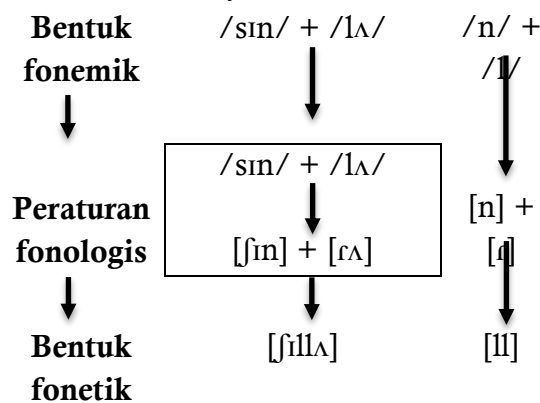 Bentuk fonemik
/sɪn/ + /lʌ/
/n/ + /l/
Peraturan fonologis
/sɪn/ + /lʌ/
[ʃɪn] + [ɾʌ]
[n] + [ɾ]
Bentuk fonetik
[ʃɪllʌ]
[ll]